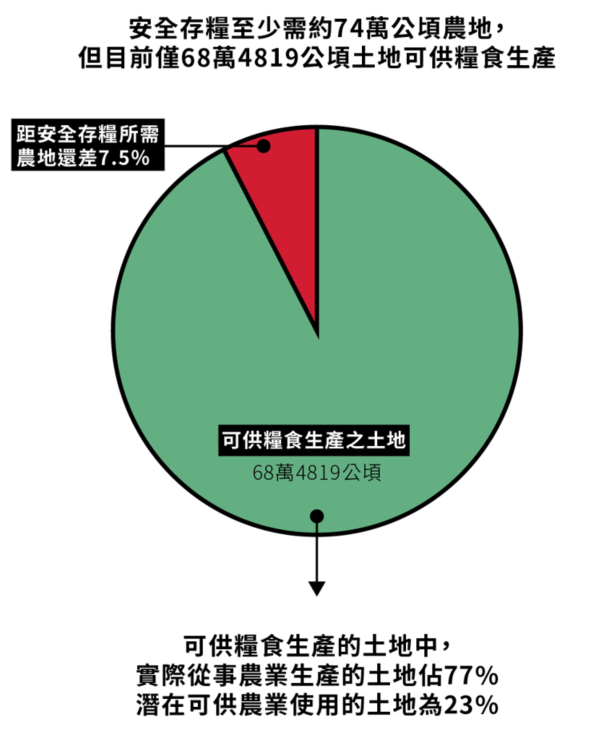 安全存糧至少需約74萬公頃農地，
但目前僅68萬4819公頃土地可供糧食生產
距安全存糧所需
農地還差7.5%
可供糧食生產之土地
68萬4819公頃
可供糧食生產的土地中，
實際從事農業生產的土地佔77%
潛在可供農業使用的土地為23%